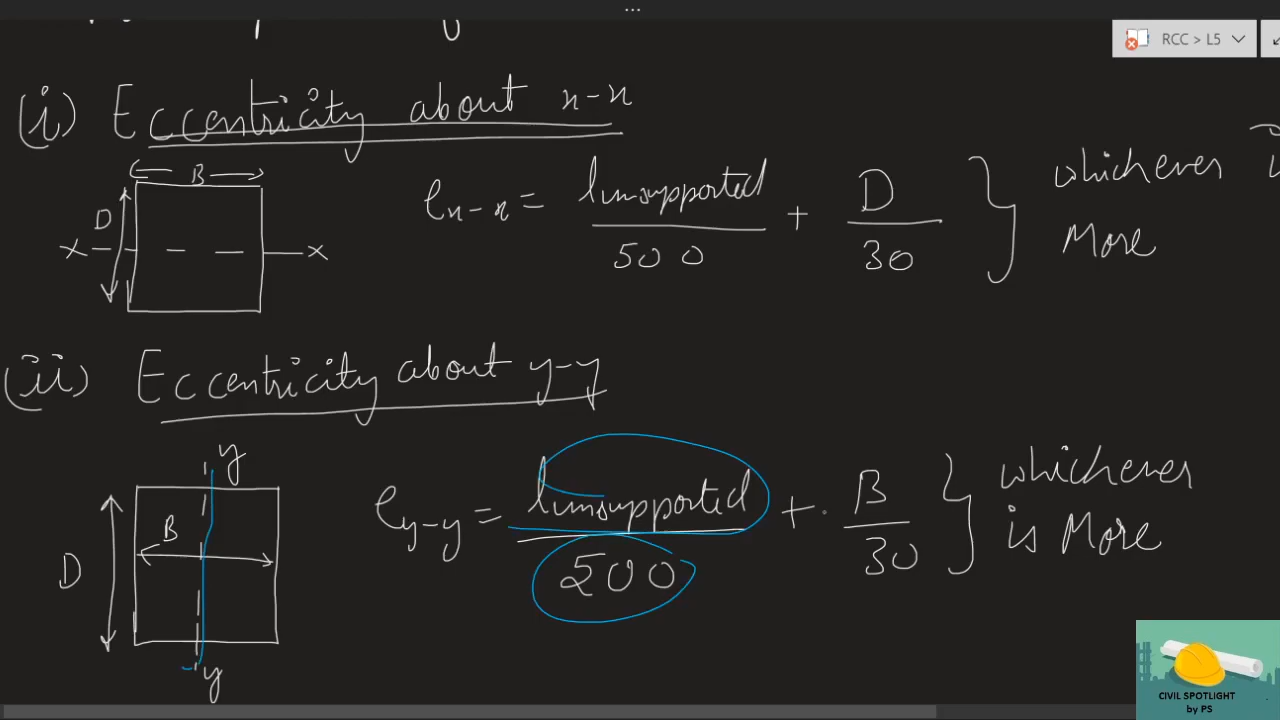 RCC > L5
(i) Eccentricity about x-x
B
D
x x
ex-x = lunsupported/500 + D/30 } whichever is More
(ii) Eccentricity about y-y
y
B
D
y
ey-y = lunsupported/500 + B/30 } whichever is More
CIVIL SPOTLIGHT
by PS